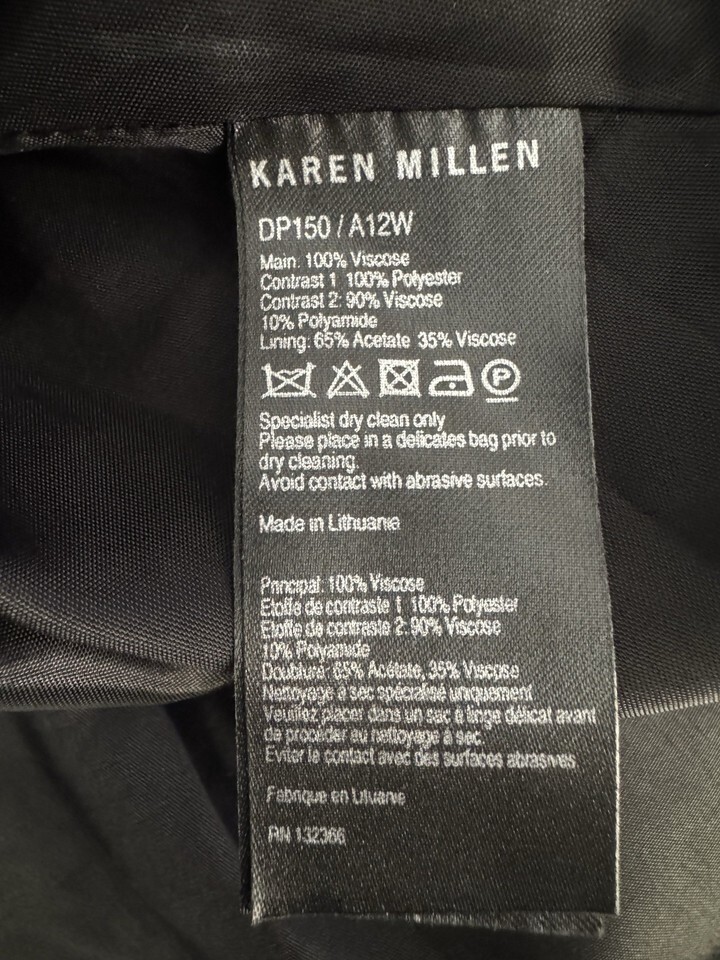 KAREN MILLEN
DP150 / A12W
Main: 100% Viscose
Contrast 1 100% Polyester
Contrast 2: 90% Viscose
10% Polyamide
Lining: 65% Acetate 35% Viscose
P
Specialist dry clean only
Please place in a delicates bag prior to
dry cleaning.
Avoid contact with abrasive surfaces.
Made in Lithuania
Principal: 100% Viscose
Etoffe de contraste 1 100% Polyester
Etoffe de contraste 2: 90% Viscose
10% Polyamide
Doublure: 65% Acétate, 35% Viscose
Nettoyage à sec spécialisé uniquement
Veuillez placer dans un sac à linge délicat avant
de procéder au nettoyage à sec.
Eviter le contact avec des surfaces abrasives.
Fabrique en Lituanie
RN 132366